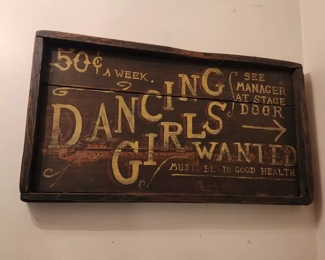 50¢ A WEEK.
SEE
MANAGER
AT STAGE
DOOR
DANCING
GIRLS
WANTED
MUST BE IN GOOD HEALTH